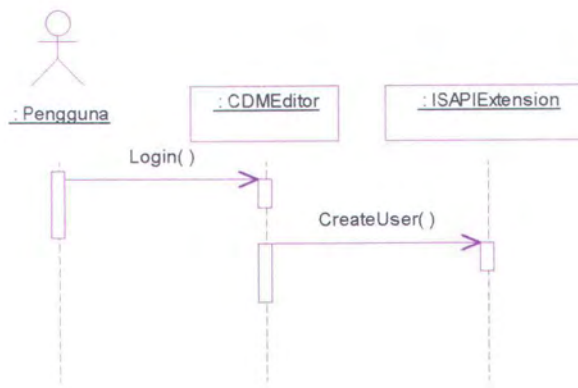 : Pengguna
: CDMEditor
: ISAPIExtension
Login( )
CreateUser( )